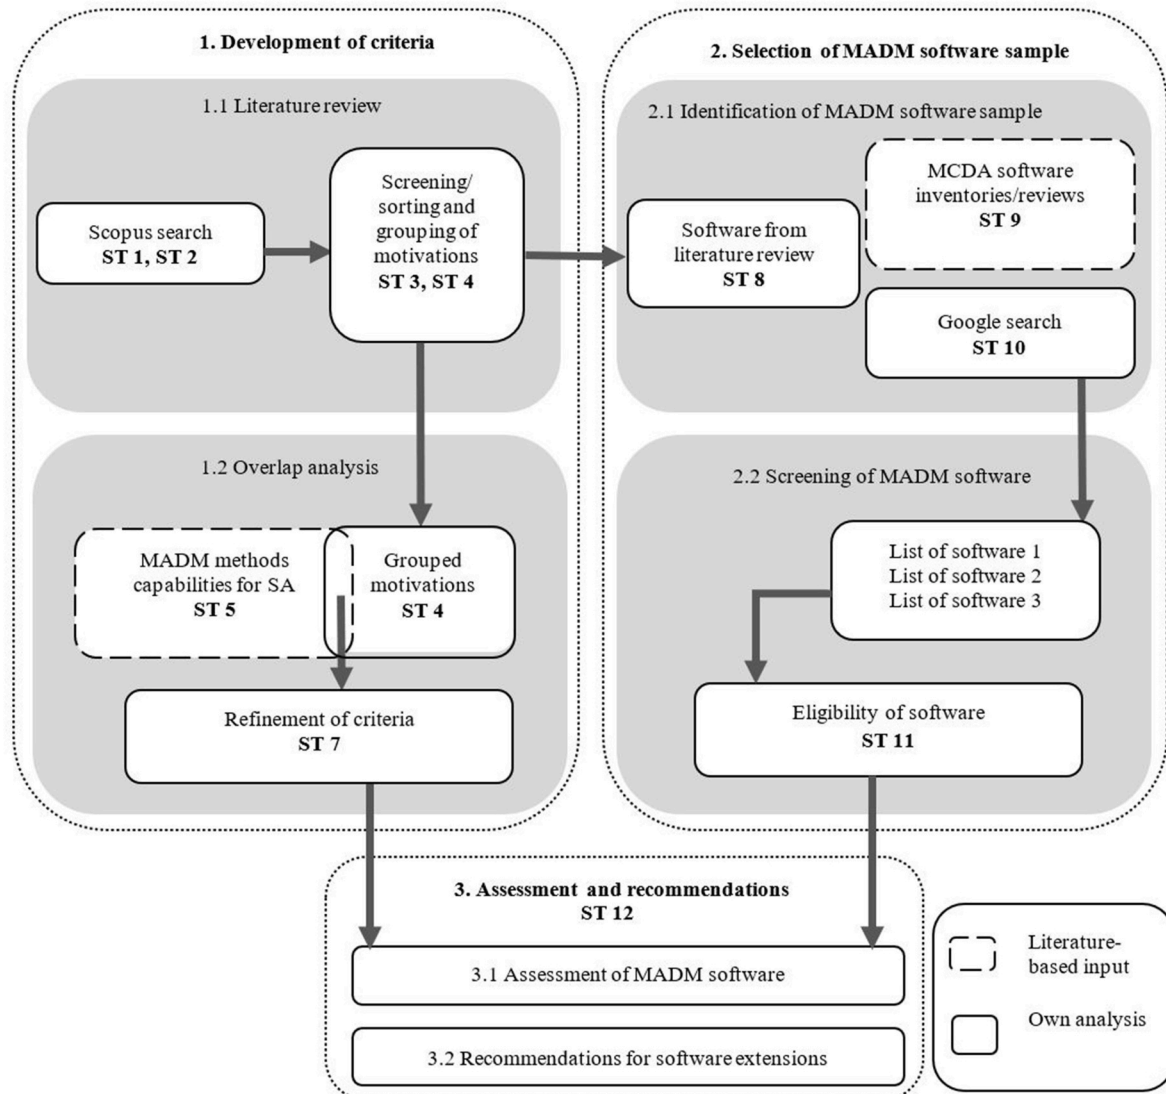 1. Development of criteria
1.1 Literature review
Scopus search
ST 1, ST 2
Screening/
sorting and
grouping of
motivations
ST 3, ST 4
1.2 Overlap analysis
MADM methods
capabilities for SA
ST 5
Grouped
motivations
ST 4
Refinement of criteria
ST 7
2. Selection of MADM software sample
2.1 Identification of MADM software sample
Software from
literature review
ST 8
MCDA software
inventories/reviews
ST 9
Google search
ST 10
2.2 Screening of MADM software
List of software 1
List of software 2
List of software 3
Eligibility of software
ST 11
3. Assessment and recommendations
ST 12
3.1 Assessment of MADM software
3.2 Recommendations for software extensions
Literature-
based input
Own analysis